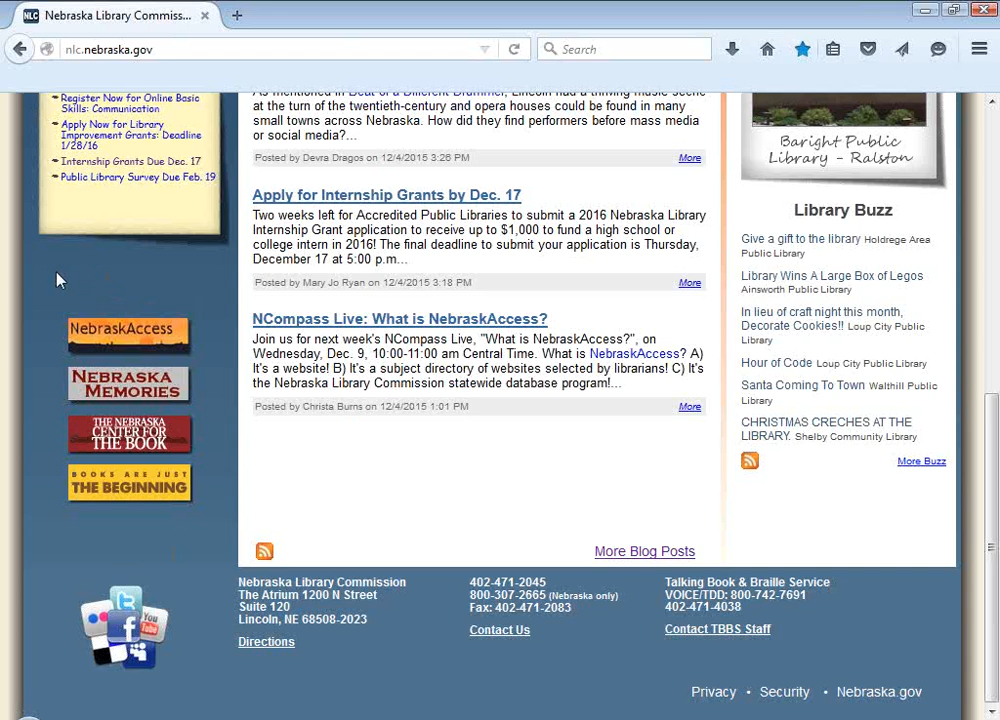 NLC Nebraska Library Commiss...
nlc.nebraska.gov
Search
Register Now for Online Basic
Skills: Communication
Apply Now for Library
Improvement Grants: Deadline
1/28/16
Internship Grants Due Dec. 17
Public Library Survey Due Feb. 19
NebraskAccess
NEBRASKA
MEMORIES
THE NEBRASKA
CENTER FOR
THE BOOK
BOOKS ARE JUST
THE BEGINNING
You
Tube
As mentioned in Beat of a Different Drummer, Lincoln had a thriving music scene
at the turn of the twentieth-century and opera houses could be found in many
small towns across Nebraska. How did they find performers before mass media
or social media?...
Posted by Devra Dragos on 12/4/2015 3:26 PM More
Apply for Internship Grants by Dec. 17
Two weeks left for Accredited Public Libraries to submit a 2016 Nebraska Library
Internship Grant application to receive up to $1,000 to fund a high school or
college intern in 2016! The final deadline to submit your application is Thursday,
December 17 at 5:00 p.m...
Posted by Mary Jo Ryan on 12/4/2015 3:18 PM More
NCompass Live: What is NebraskAccess?
Join us for next week's NCompass Live, "What is NebraskAccess?", on
Wednesday, Dec. 9, 10:00-11:00 am Central Time. What is NebraskAccess? A)
It's a website! B) It's a subject directory of websites selected by librarians! C) It's
the Nebraska Library Commission statewide database program!...
Posted by Christa Burns on 12/4/2015 1:01 PM More
More Blog Posts
Baright Public
Library - Ralston
Library Buzz
Give a gift to the library Holdrege Area
Public Library
Library Wins A Large Box of Legos
Ainsworth Public Library
In lieu of craft night this month,
Decorate Cookies!! Loup City Public
Library
Hour of Code Loup City Public Library
Santa Coming To Town Walthill Public
Library
CHRISTMAS CRECHES AT THE
LIBRARY. Shelby Community Library
More Buzz
Nebraska Library Commission
The Atrium 1200 N Street
Suite 120
Lincoln, NE 68508-2023
Directions
402-471-2045
800-307-2665 (Nebraska only)
Fax: 402-471-2083
Contact Us
Talking Book & Braille Service
VOICE/TDD: 800-742-7691
402-471-4038
Contact TBBS Staff
Privacy • Security • Nebraska.gov